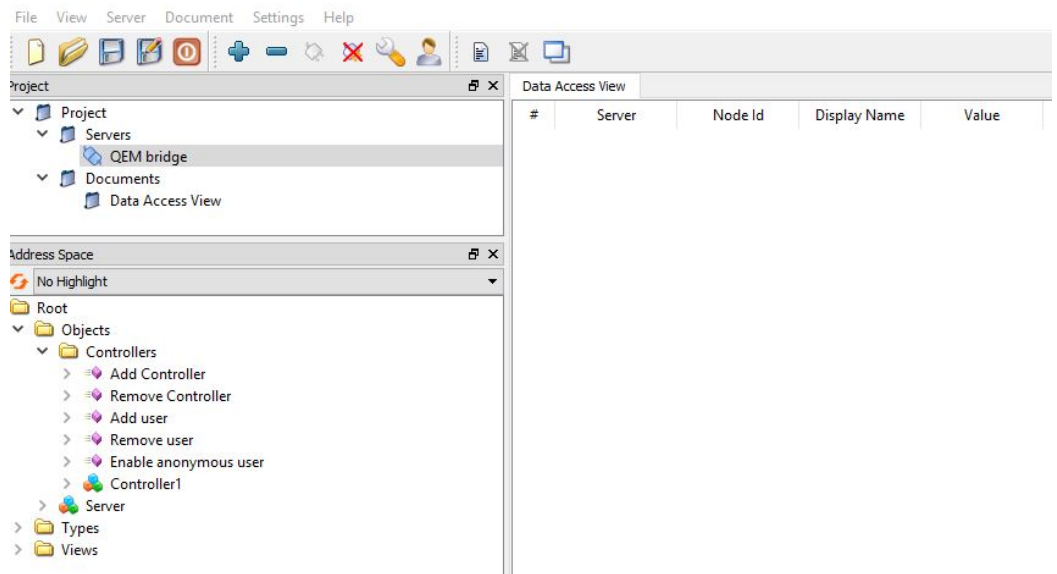 File View Server Document Settings Help
Project
Project
Servers
QEM bridge
Documents
Data Access View
Address Space
No Highlight
Root
Objects
Controllers
Add Controller
Remove Controller
Add user
Remove user
Enable anonymous user
Controller1
Server
Types
Views
Data Access View
# Server Node Id Display Name Value